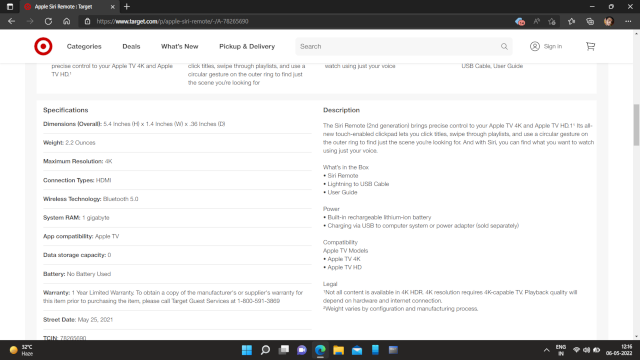 Apple Siri Remote : Target
https://www.target.com/p/apple-siri-remote/-/A-78265690
Categories
Deals
What's New
Pickup & Delivery
Search
Sign in
precise control to your Apple TV 4K and Apple
TV HD.¹
click titles, swipe through playlists, and use a
circular gesture on the outer ring to find just
the scene you're looking for
watch using just your voice
USB Cable, User Guide
Specifications
Dimensions (Overall): 5.4 Inches (H) x 1.4 Inches (W) x .36 Inches (D)
Weight: 2.2 Ounces
Maximum Resolution: 4K
Connection Types: HDMI
Wireless Technology: Bluetooth 5.0
System RAM: 1 gigabyte
App compatibility: Apple TV
Data storage capacity: 0
Battery: No Battery Used
Warranty: 1 Year Limited Warranty. To obtain a copy of the manufacturer's or supplier's warranty for
this item prior to purchasing the item, please call Target Guest Services at 1-800-591-3869
Street Date: May 25, 2021
TCIN: 78265690
Description
The Siri Remote (2nd generation) brings precise control to your Apple TV 4K and Apple TV HD.1¹ Its all-
new touch-enabled clickpad lets you click titles, swipe through playlists, and use a circular gesture on
the outer ring to find just the scene you're looking for. And with Siri, you can find what you want to watch
using just your voice.
What's in the Box
• Siri Remote
• Lightning to USB Cable
• User Guide
Power
• Built-in rechargeable lithium-ion battery
• Charging via USB to computer system or power adapter (sold separately)
Compatibility
Apple TV Models
• Apple TV 4K
• Apple TV HD
Legal
¹Not all content is available in 4K HDR. 4K resolution requires 4K-capable TV. Playback quality will
depend on hardware and internet connection.
²Weight varies by configuration and manufacturing process.
32°C
Haze
ENG
IN
12:16
06-05-2022